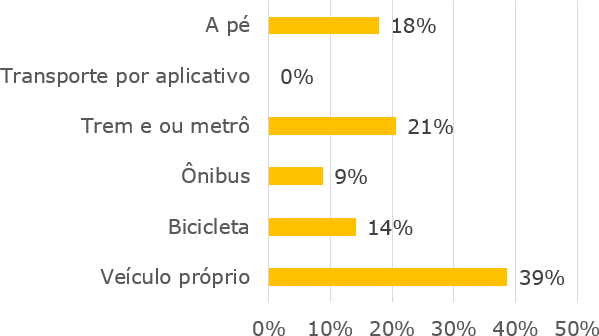 A pé 18%
Transporte por aplicativo 0%
Trem e ou metrô 21%
Ônibus 9%
Bicicleta 14%
Veículo próprio 39%
0% 10% 20% 30% 40% 50%